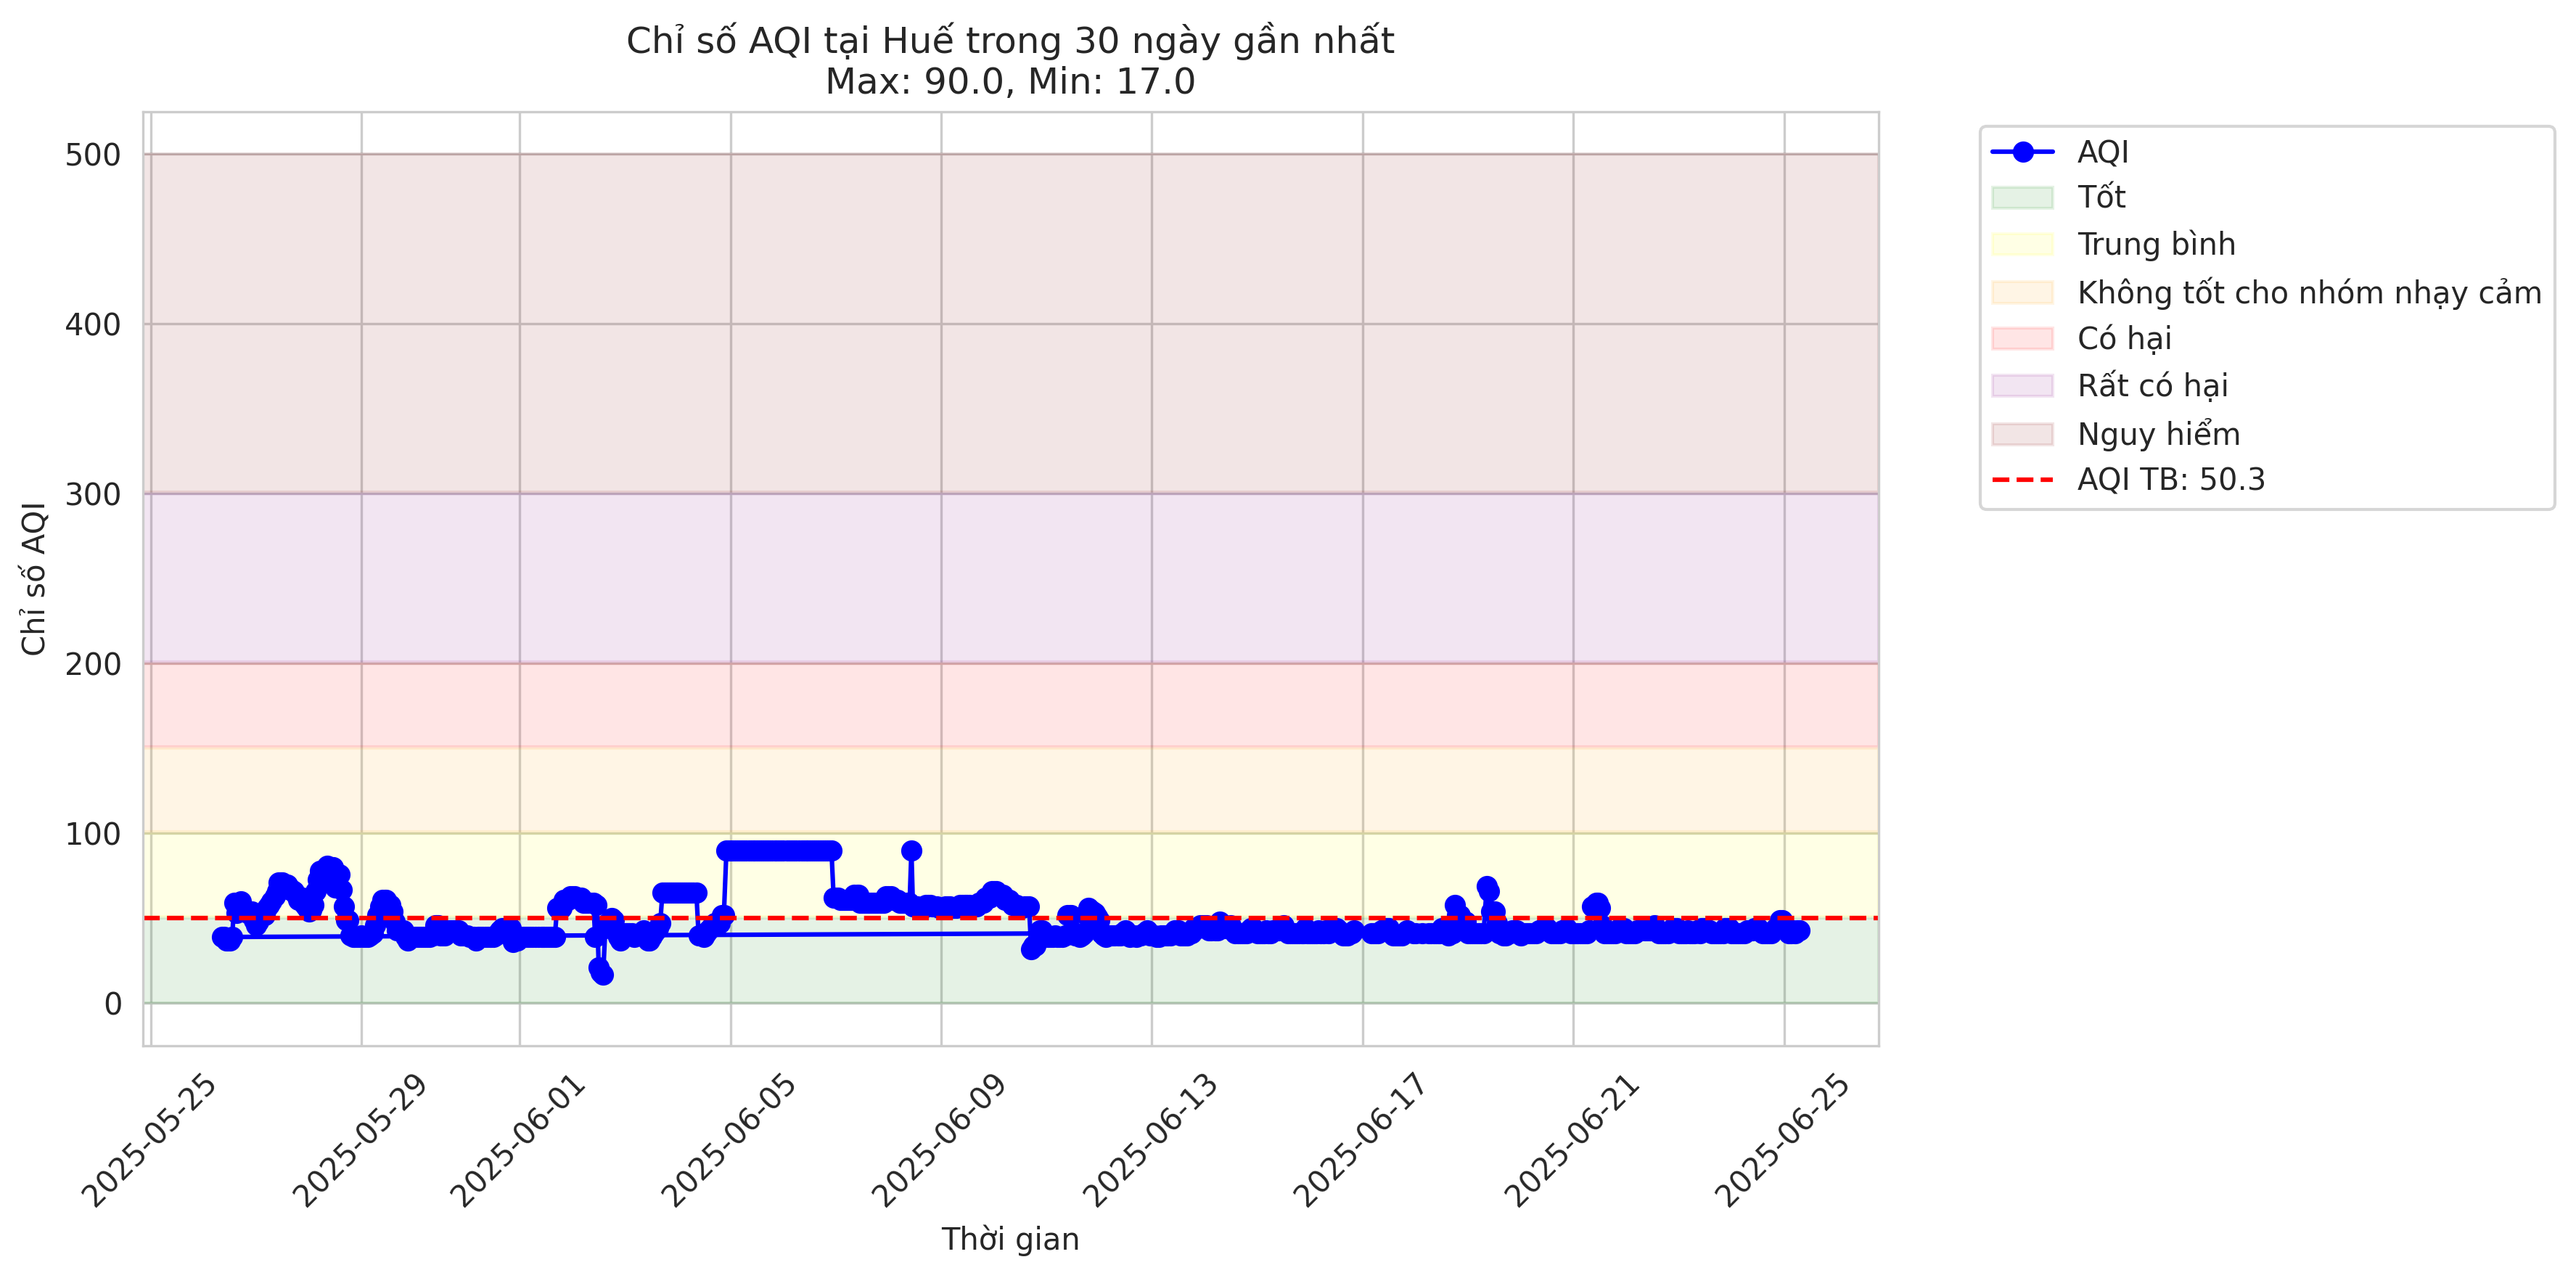 Chỉ số AQI tại Huế trong 30 ngày gần nhất
Max: 90.0, Min: 17.0
Chỉ số AQI
500
400
300
200
100
0
2025-05-25
2025-05-29
2025-06-01
2025-06-05
2025-06-09
2025-06-13
2025-06-17
2025-06-21
2025-06-25
Thời gian
AQI
Tốt
Trung bình
Không tốt cho nhóm nhạy cảm
Có hại
Rất có hại
Nguy hiểm
AQI TB: 50.3